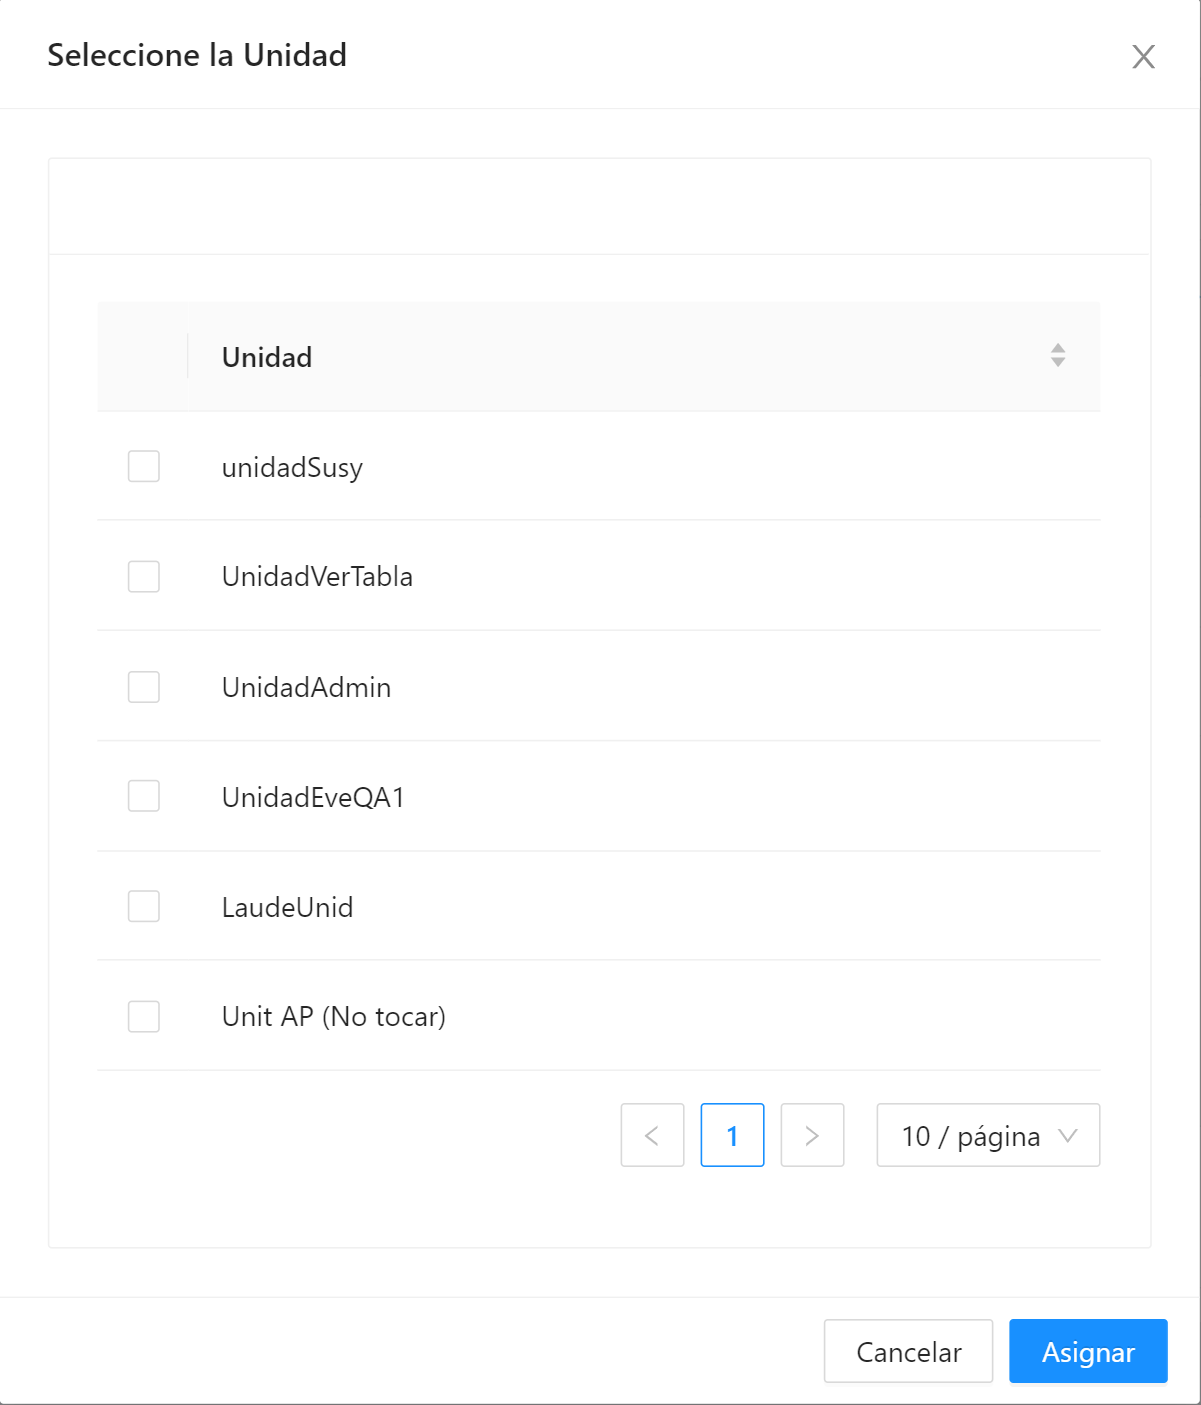 Seleccione la Unidad
Unidad
unidadSusy
UnidadVerTabla
UnidadAdmin
UnidadEveQA1
LaudeUnid
Unit AP (No tocar)
1
10 / página
Cancelar
Asignar